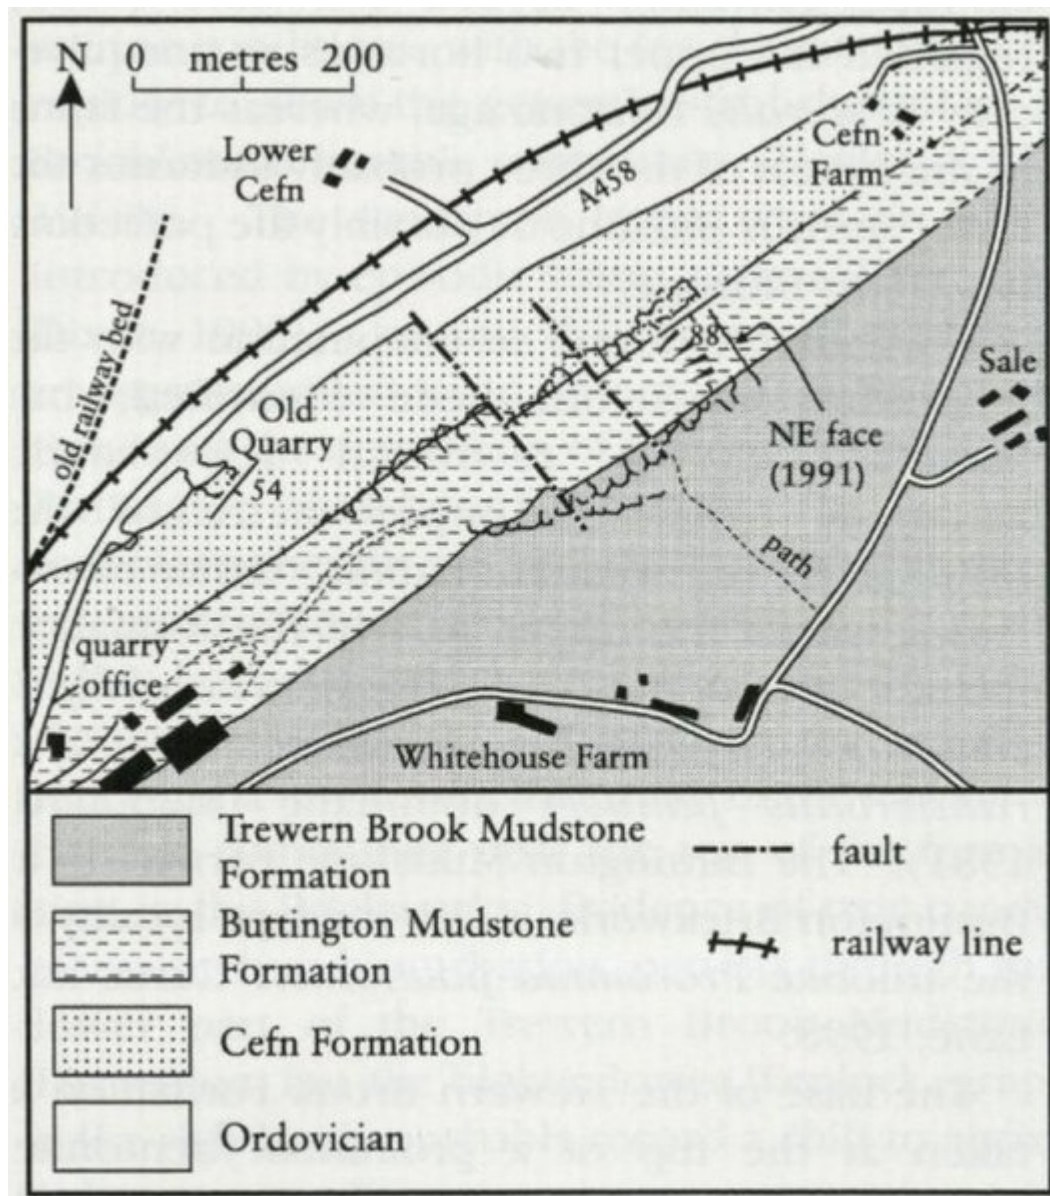 N
0 metres 200
Lower
Cefn
A458
Cefn
Farm
old railway bed
88
Old
Quarry
54
Sale
NE face
(1991)
path
quarry
office
Whitehouse Farm
Trewern Brook Mudstone
Formation
Buttington Mudstone
Formation
Cefn Formation
Ordovician
fault
railway line